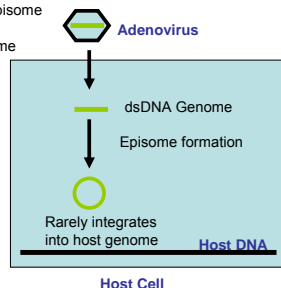 Adenovirus
dsDNA Genome
Episome formation
Rarely integrates
into host genome
Host DNA
Host Cell